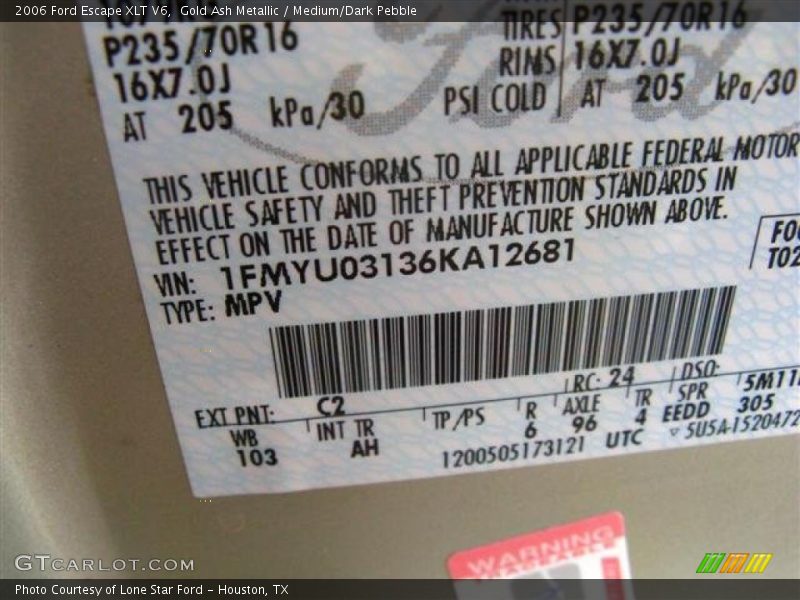 2006 Ford Escape XLT V6, Gold Ash Metallic / Medium/Dark Pebble
P235/70R16 TIRES P235/70R16
16X7.0J RIMS 16X7.0J
AT 205 kPa/30 PSI COLD AT 205 kPa/30
THIS VEHICLE CONFORMS TO ALL APPLICABLE FEDERAL MOTOR
VEHICLE SAFETY AND THEFT PREVENTION STANDARDS IN
EFFECT ON THE DATE OF MANUFACTURE SHOWN ABOVE.
VIN: 1FMYU03136KA12681
TYPE: MPV
RC: 24 DSO:
EXT PNT: C2
WB INT TR TP/PS R AXLE TR SPR
103 AH 6 96 4 EEDD 305
1200505173121 UTC 5U5A-1520472
WARNING
GTCARLOT.COM
Photo Courtesy of Lone Star Ford - Houston, TX